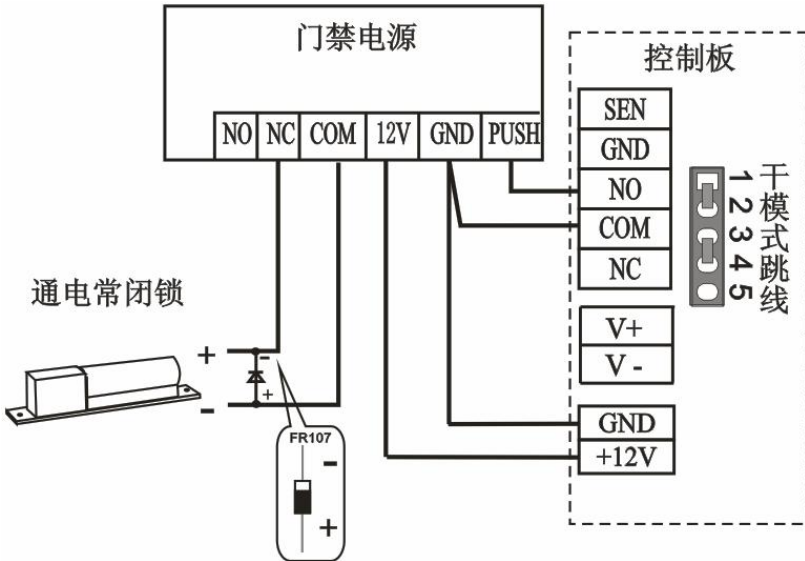 门禁电源
NO NC COM 12V GND PUSH
控制板
SEN
GND
NO
COM
NC
V+
V -
GND
+12V
1 2 3 4 5
干模式跳线
通电常闭锁
+
-
-
+
FR107
-
+